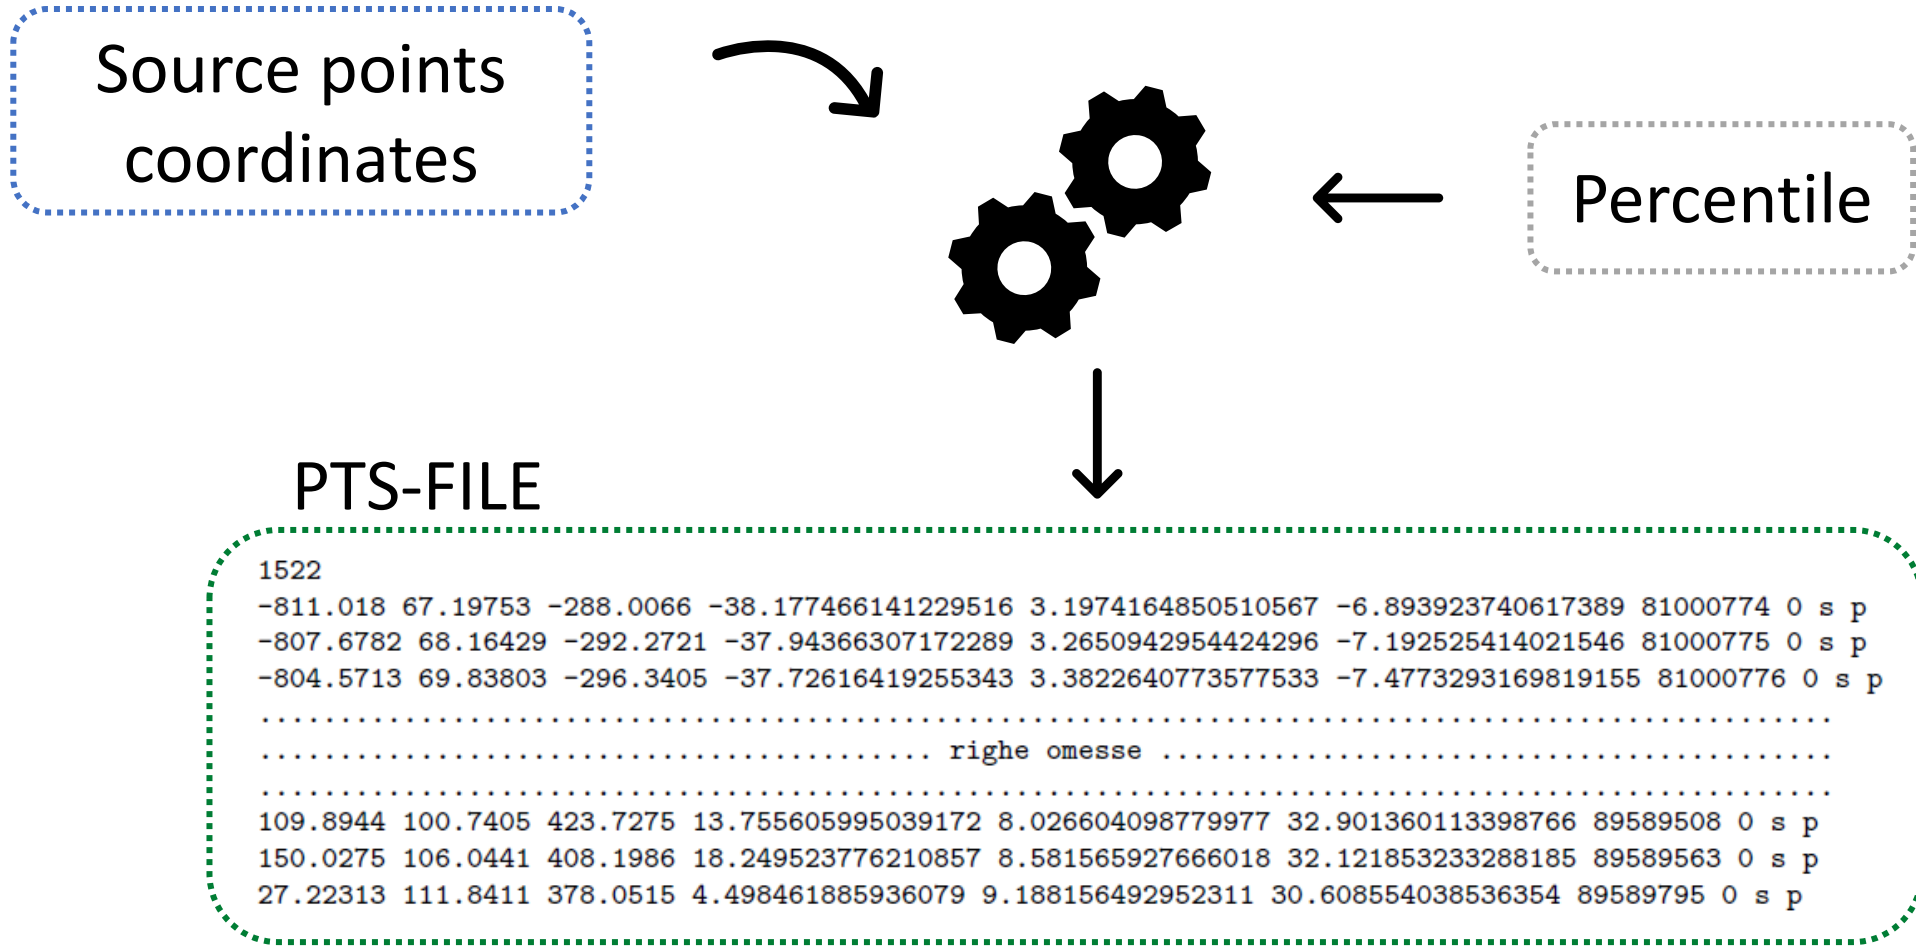 Source points
coordinates
Percentile
PTS-FILE
1522
-811.018 67.19753 -288.0066 -38.177466141229516 3.1974164850510567 -6.893923740617389 81000774 0 s p
-807.6782 68.16429 -292.2721 -37.94366307172289 3.2650942954424296 -7.192525414021546 81000775 0 s p
-804.5713 69.83803 -296.3405 -37.72616419255343 3.3822640773577533 -7.4773293169819155 81000776 0 s p
..................................................................................................
.......................................... righe omesse ..........................................
..................................................................................................
109.8944 100.7405 423.7275 13.755605995039172 8.026604098779977 32.901360113398766 89589508 0 s p
150.0275 106.0441 408.1986 18.249523776210857 8.581565927666018 32.121853233288185 89589563 0 s p
27.22313 111.8411 378.0515 4.498461885936079 9.188156492952311 30.608554038536354 89589795 0 s p